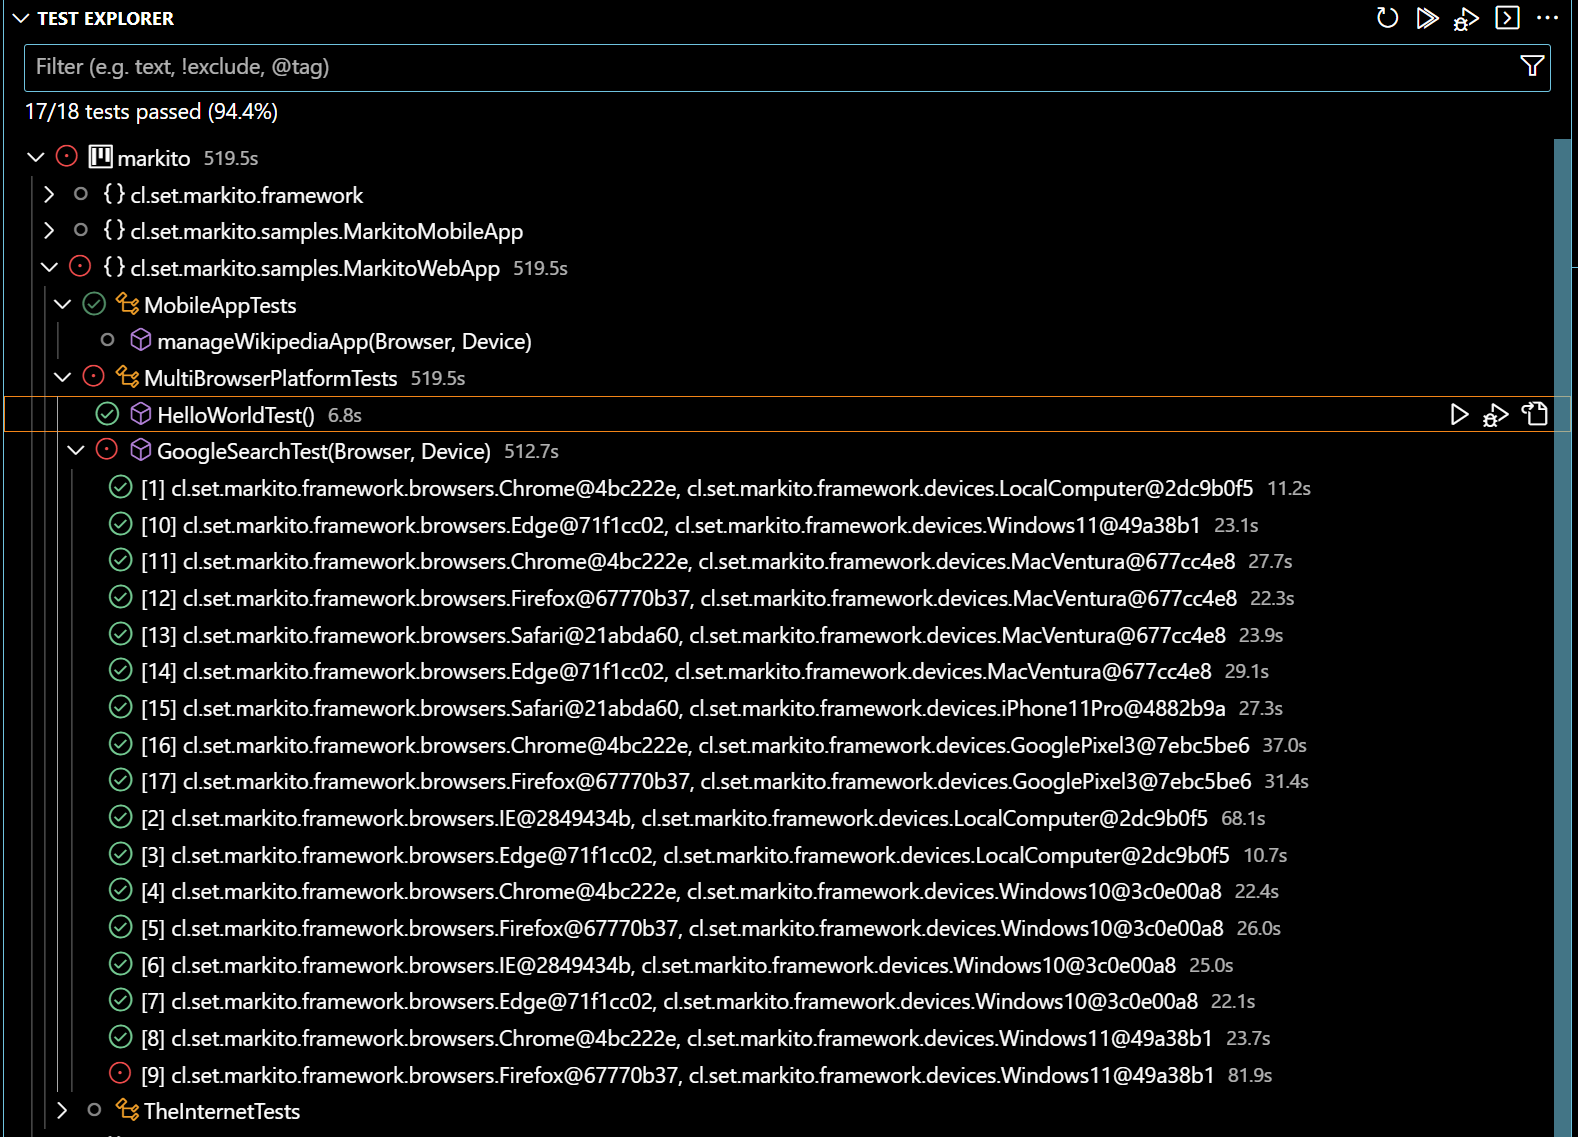 TEST EXPLORER
Filter (e.g. text, !exclude, @tag)
17/18 tests passed (94.4%)
markito 519.5s
{} cl.set.markito.framework
{} cl.set.markito.samples.MarkitoMobileApp
{} cl.set.markito.samples.MarkitoWebApp 519.5s
MobileAppTests
manageWikipediaApp(Browser, Device)
MultiBrowserPlatformTests 519.5s
HelloWorldTest() 6.8s
GoogleSearchTest(Browser, Device) 512.7s
[1] cl.set.markito.framework.browsers.Chrome@4bc222e, cl.set.markito.framework.devices.LocalComputer@2dc9b0f5 11.2s
[10] cl.set.markito.framework.browsers.Edge@71f1cc02, cl.set.markito.framework.devices.Windows11@49a38b1 23.1s
[11] cl.set.markito.framework.browsers.Chrome@4bc222e, cl.set.markito.framework.devices.MacVentura@677cc4e8 27.7s
[12] cl.set.markito.framework.browsers.Firefox@67770b37, cl.set.markito.framework.devices.MacVentura@677cc4e8 22.3s
[13] cl.set.markito.framework.browsers.Safari@21abda60, cl.set.markito.framework.devices.MacVentura@677cc4e8 23.9s
[14] cl.set.markito.framework.browsers.Edge@71f1cc02, cl.set.markito.framework.devices.MacVentura@677cc4e8 29.1s
[15] cl.set.markito.framework.browsers.Safari@21abda60, cl.set.markito.framework.devices.iPhone11Pro@4882b9a 27.3s
[16] cl.set.markito.framework.browsers.Chrome@4bc222e, cl.set.markito.framework.devices.GooglePixel3@7ebc5be6 37.0s
[17] cl.set.markito.framework.browsers.Firefox@67770b37, cl.set.markito.framework.devices.GooglePixel3@7ebc5be6 31.4s
[2] cl.set.markito.framework.browsers.IE@2849434b, cl.set.markito.framework.devices.LocalComputer@2dc9b0f5 68.1s
[3] cl.set.markito.framework.browsers.Edge@71f1cc02, cl.set.markito.framework.devices.LocalComputer@2dc9b0f5 10.7s
[4] cl.set.markito.framework.browsers.Chrome@4bc222e, cl.set.markito.framework.devices.Windows10@3c0e00a8 22.4s
[5] cl.set.markito.framework.browsers.Firefox@67770b37, cl.set.markito.framework.devices.Windows10@3c0e00a8 26.0s
[6] cl.set.markito.framework.browsers.IE@2849434b, cl.set.markito.framework.devices.Windows10@3c0e00a8 25.0s
[7] cl.set.markito.framework.browsers.Edge@71f1cc02, cl.set.markito.framework.devices.Windows10@3c0e00a8 22.1s
[8] cl.set.markito.framework.browsers.Chrome@4bc222e, cl.set.markito.framework.devices.Windows11@49a38b1 23.7s
[9] cl.set.markito.framework.browsers.Firefox@67770b37, cl.set.markito.framework.devices.Windows11@49a38b1 81.9s
TheInternetTests